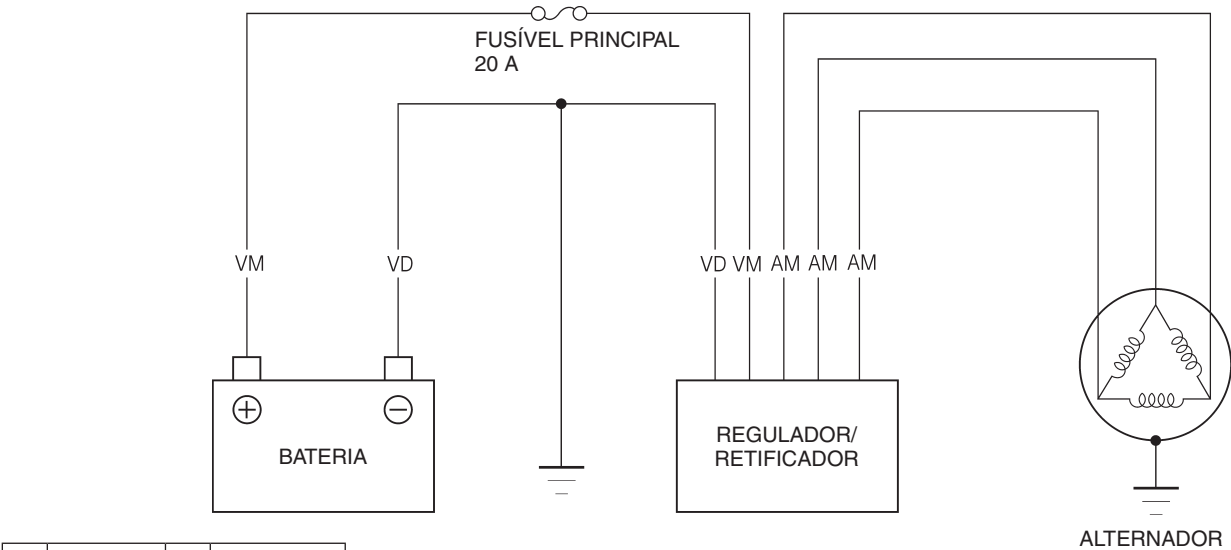 FUSÍVEL PRINCIPAL
20 A
VM
VD
VD VM AM AM AM
BATERIA
REGULADOR/
RETIFICADOR
ALTERNADOR